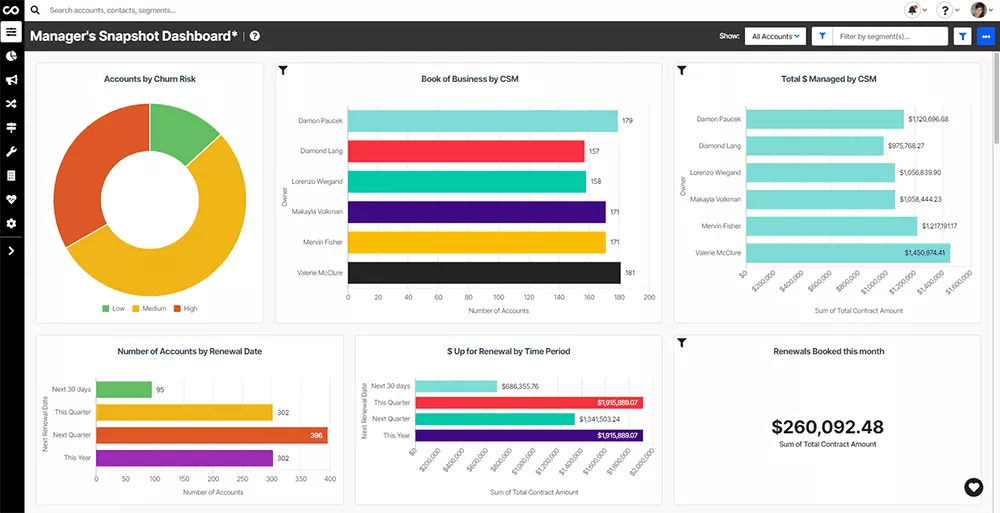 Search accounts, contacts, segments...
?
Manager's Snapshot Dashboard* | ?
Show: All Accounts Filter by segment(s)...
Accounts by Churn Risk
Low Medium High
Book of Business by CSM
Owner
Damon Paucek 179
Diamond Lang 157
Lorenzo Wiegand 158
Makayla Volkman 171
Mervin Fisher 171
Valerie McClure 181
0 20 40 60 80 100 120 140 160 180 200
Number of Accounts
Total $ Managed by CSM
Owner
Damon Paucek $1,120,696.68
Diamond Lang $975,768.27
Lorenzo Wiegand $1,056,839.90
Makayla Volkman $1,058,444.23
Mervin Fisher $1,217,191.17
Valerie McClure $1,450,974.41
$0 $200,000 $400,000 $600,000 $800,000 $1,000,000 $1,200,000 $1,400,000 $1,600,000
Sum of Total Contract Amount
Number of Accounts by Renewal Date
Next Renewal Date
Next 30 days 95
This Quarter 302
Next Quarter 396
This Year 302
0 50 100 150 200 250 300 350 400
Number of Accounts
$ Up for Renewal by Time Period
Next Renewal Date
Next 30 days $686,355.76
This Quarter $1,915,889.07
Next Quarter $1,341,503.24
This Year $1,915,889.07
$0 $200,000 $400,000 $600,000 $800,000 $1,000,000 $1,200,000 $1,400,000 $1,600,000 $1,800,000 $2,000,000
Sum of Total Contract Amount
Renewals Booked this month
$260,092.48
Sum of Total Contract Amount